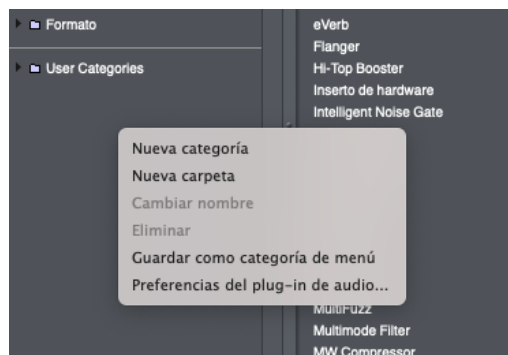 Formato
User Categories
eVerb
Flanger
Hi-Top Booster
Inserto de hardware
Intelligent Noise Gate
Nueva categoría
Nueva carpeta
Cambiar nombre
Eliminar
Guardar como categoría de menú
Preferencias del plug-in de audio...
MultiFuzz
Multimode Filter
MW Compressor